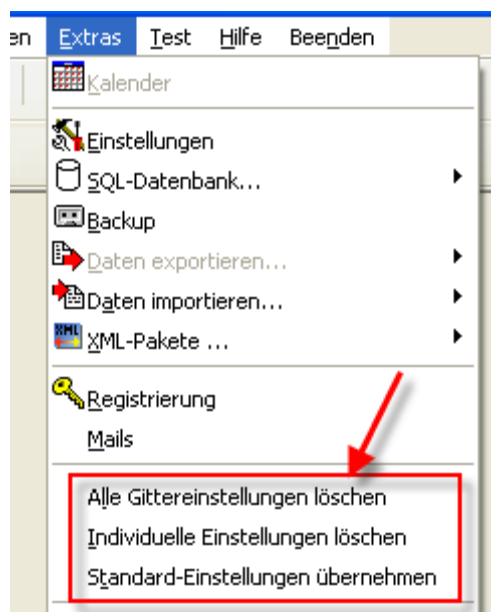 en Extras Test Hilfe Beenden
Kalender
Einstellungen
SQL-Datenbank...
Backup
Daten exportieren...
Daten importieren...
XML XML-Pakete ...
Registrierung
Mails
Alle Gittereinstellungen löschen
Individuelle Einstellungen löschen
Standard-Einstellungen übernehmen